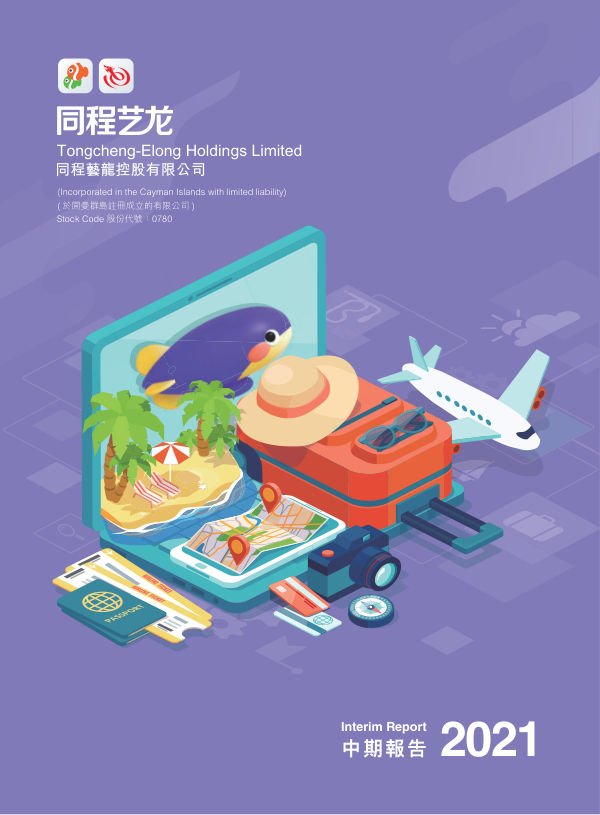 同程艺龙
Tongcheng-Elong Holdings Limited
同程藝龍控股有限公司
(Incorporated in the Cayman Islands with limited liability)
(於開曼群島註冊成立的有限公司)
Stock Code 股份代號：0780
PASSPORT
Interim Report
中期報告 2021